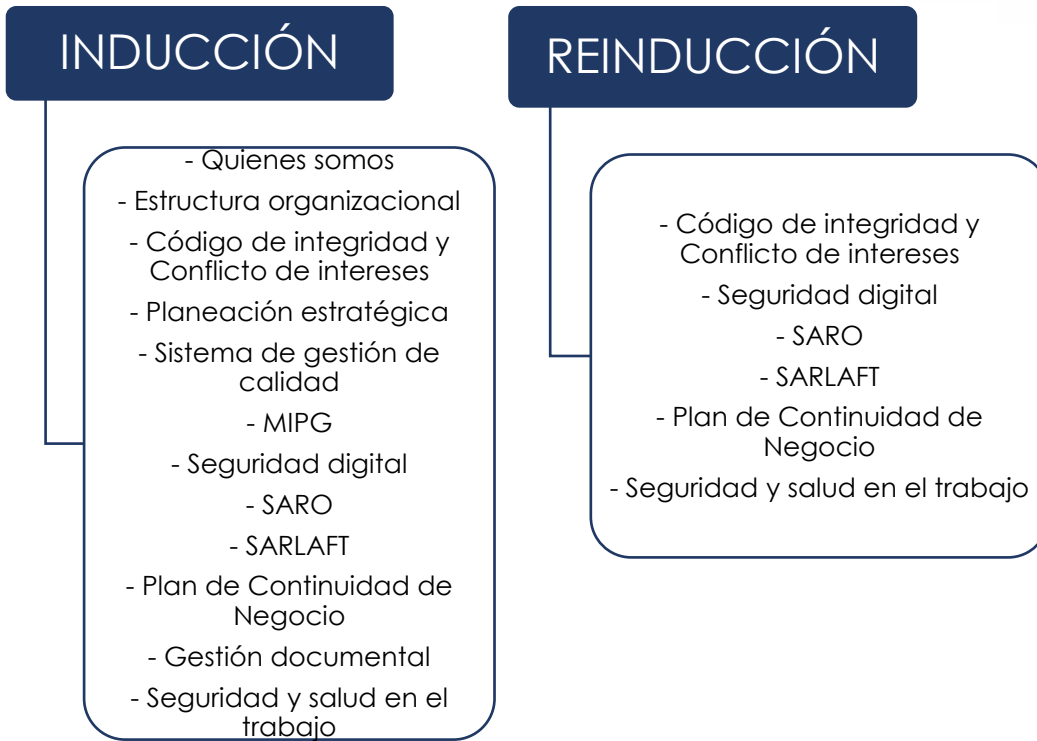 INDUCCIÓN
- Quienes somos
- Estructura organizacional
- Código de integridad y
Conflicto de intereses
- Planeación estratégica
- Sistema de gestión de
calidad
- MIPG
- Seguridad digital
- SARO
- SARLAFT
- Plan de Continuidad de
Negocio
- Gestión documental
- Seguridad y salud en el
trabajo
REINDUCCIÓN
- Código de integridad y
Conflicto de intereses
- Seguridad digital
- SARO
- SARLAFT
- Plan de Continuidad de
Negocio
- Seguridad y salud en el trabajo